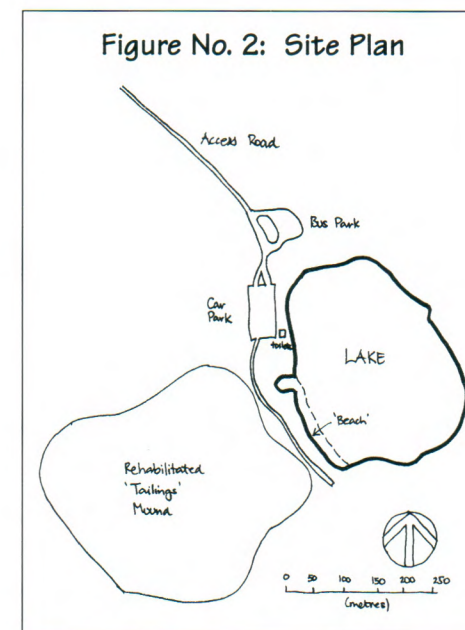 Figure No. 2: Site Plan
Access Road
Bus Park
Car
Park
toilets
LAKE
'Beach'
Rehabilitated
'Tailings'
Mound
0 50 100 150 200 250
(metres)